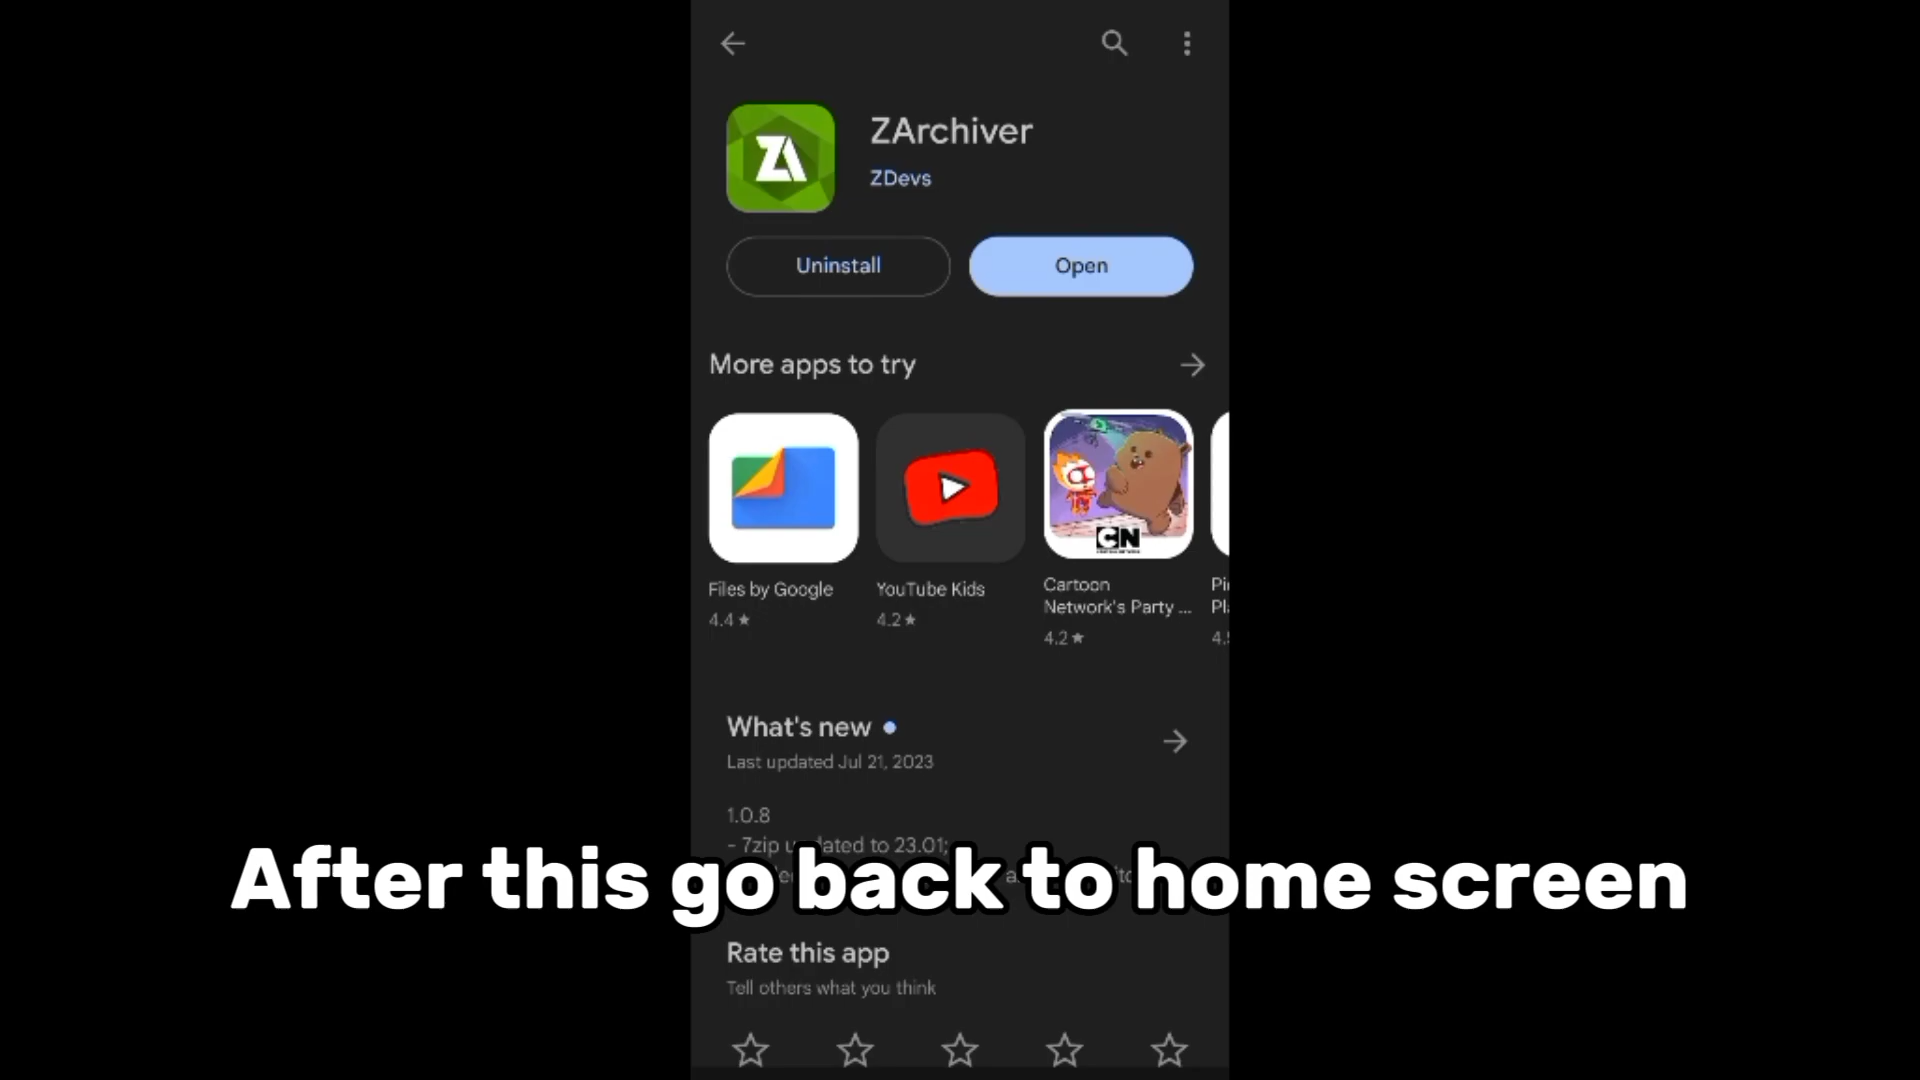 ZArchiver
ZDevs
Uninstall
Open
More apps to try
CN
Files by Google
4.4★
YouTube Kids
4.2★
Cartoon
Network's Party ...
4.2★
What's new
Last updated Jul 21, 2023
1.0.8
- 7zip updated to 23.01;
After this go back to home screen
Rate this app
Tell others what you think